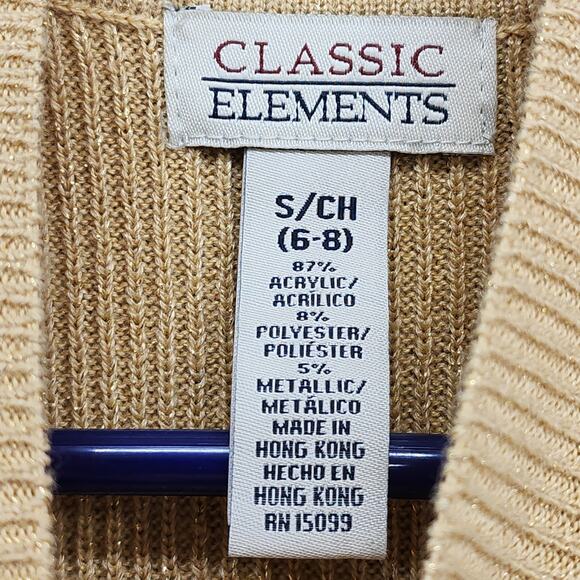 CLASSIC
ELEMENTS
S/CH
(6-8)
87%
ACRYLIC/
ACRÍLICO
8%
POLYESTER/
POLIÉSTER
5%
METALLIC/
METÁLICO
MADE IN
HONG KONG
HECHO EN
HONG KONG
RN 15099